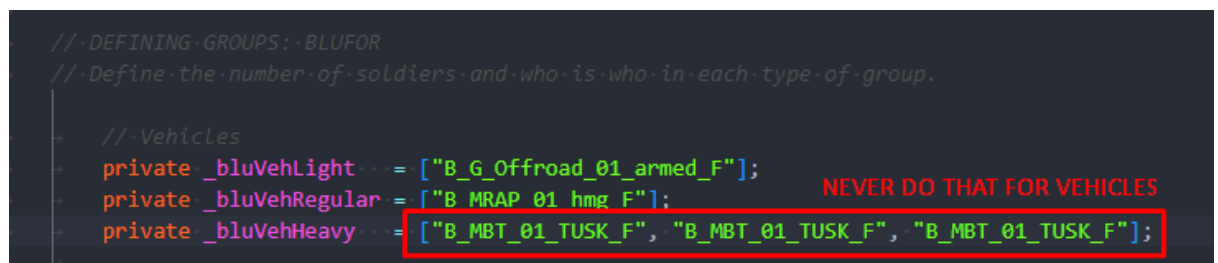 // DEFINING GROUPS: BLUFOR
// Define the number of soldiers and who is who in each type of group.
// Vehicles
private _bluVehLight = ["B_G_Offroad_01_armed_F"];
NEVER DO THAT FOR VEHICLES
private _bluVehRegular = ["B_MRAP_01_hmg_F"];
private _bluVehHeavy = ["B_MBT_01_TUSK_F", "B_MBT_01_TUSK_F", "B_MBT_01_TUSK_F"];